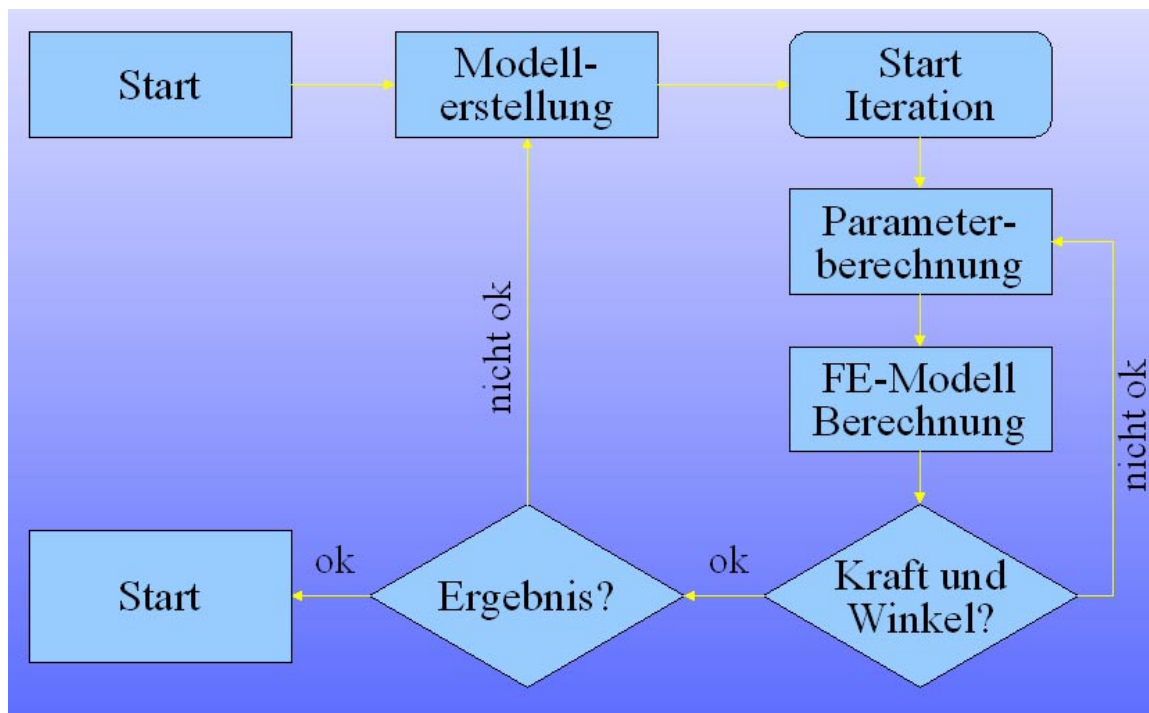 Start
Modell-
erstellung
Start
Iteration
Parameter-
berechnung
nicht ok
FE-Modell
Berechnung
nicht ok
Kraft und
Winkel?
ok
Ergebnis?
ok
Start